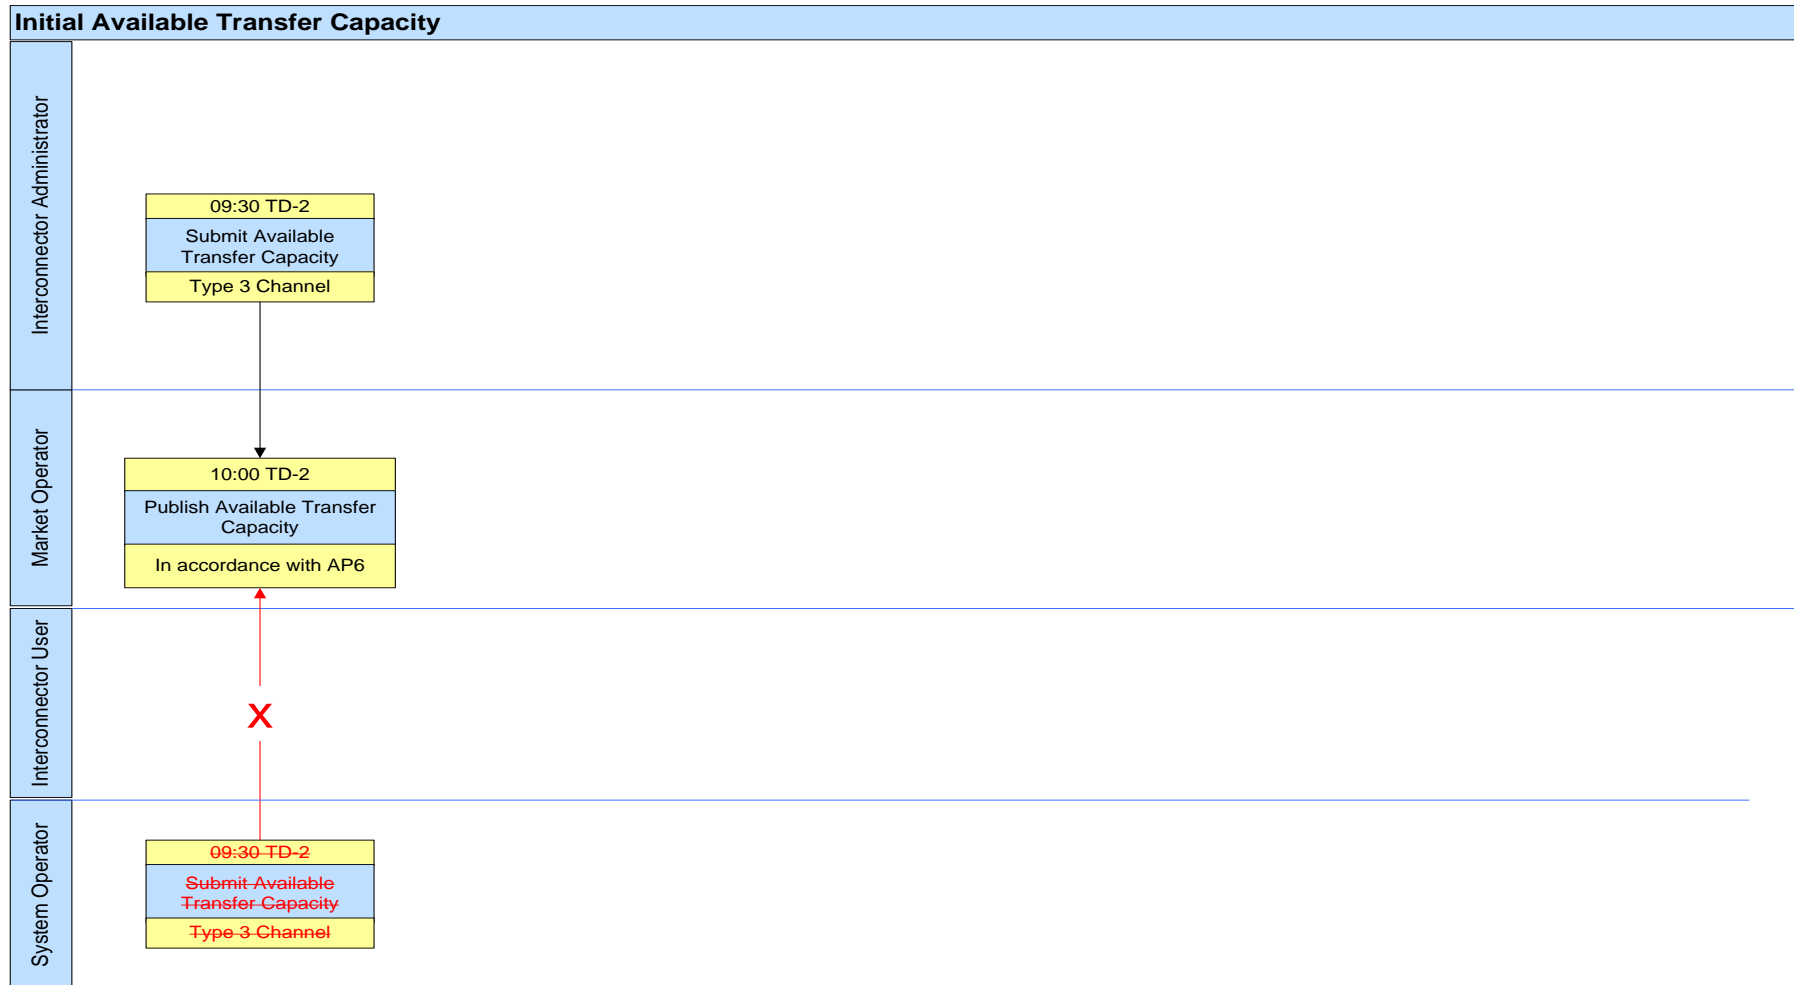 Initial Available Transfer Capacity
Interconnector Administrator
09:30 TD-2
Submit Available
Transfer Capacity
Type 3 Channel
Market Operator
10:00 TD-2
Publish Available Transfer
Capacity
In accordance with AP6
Interconnector User
X
System Operator
09:30 TD-2
Submit Available
Transfer Capacity
Type 3 Channel